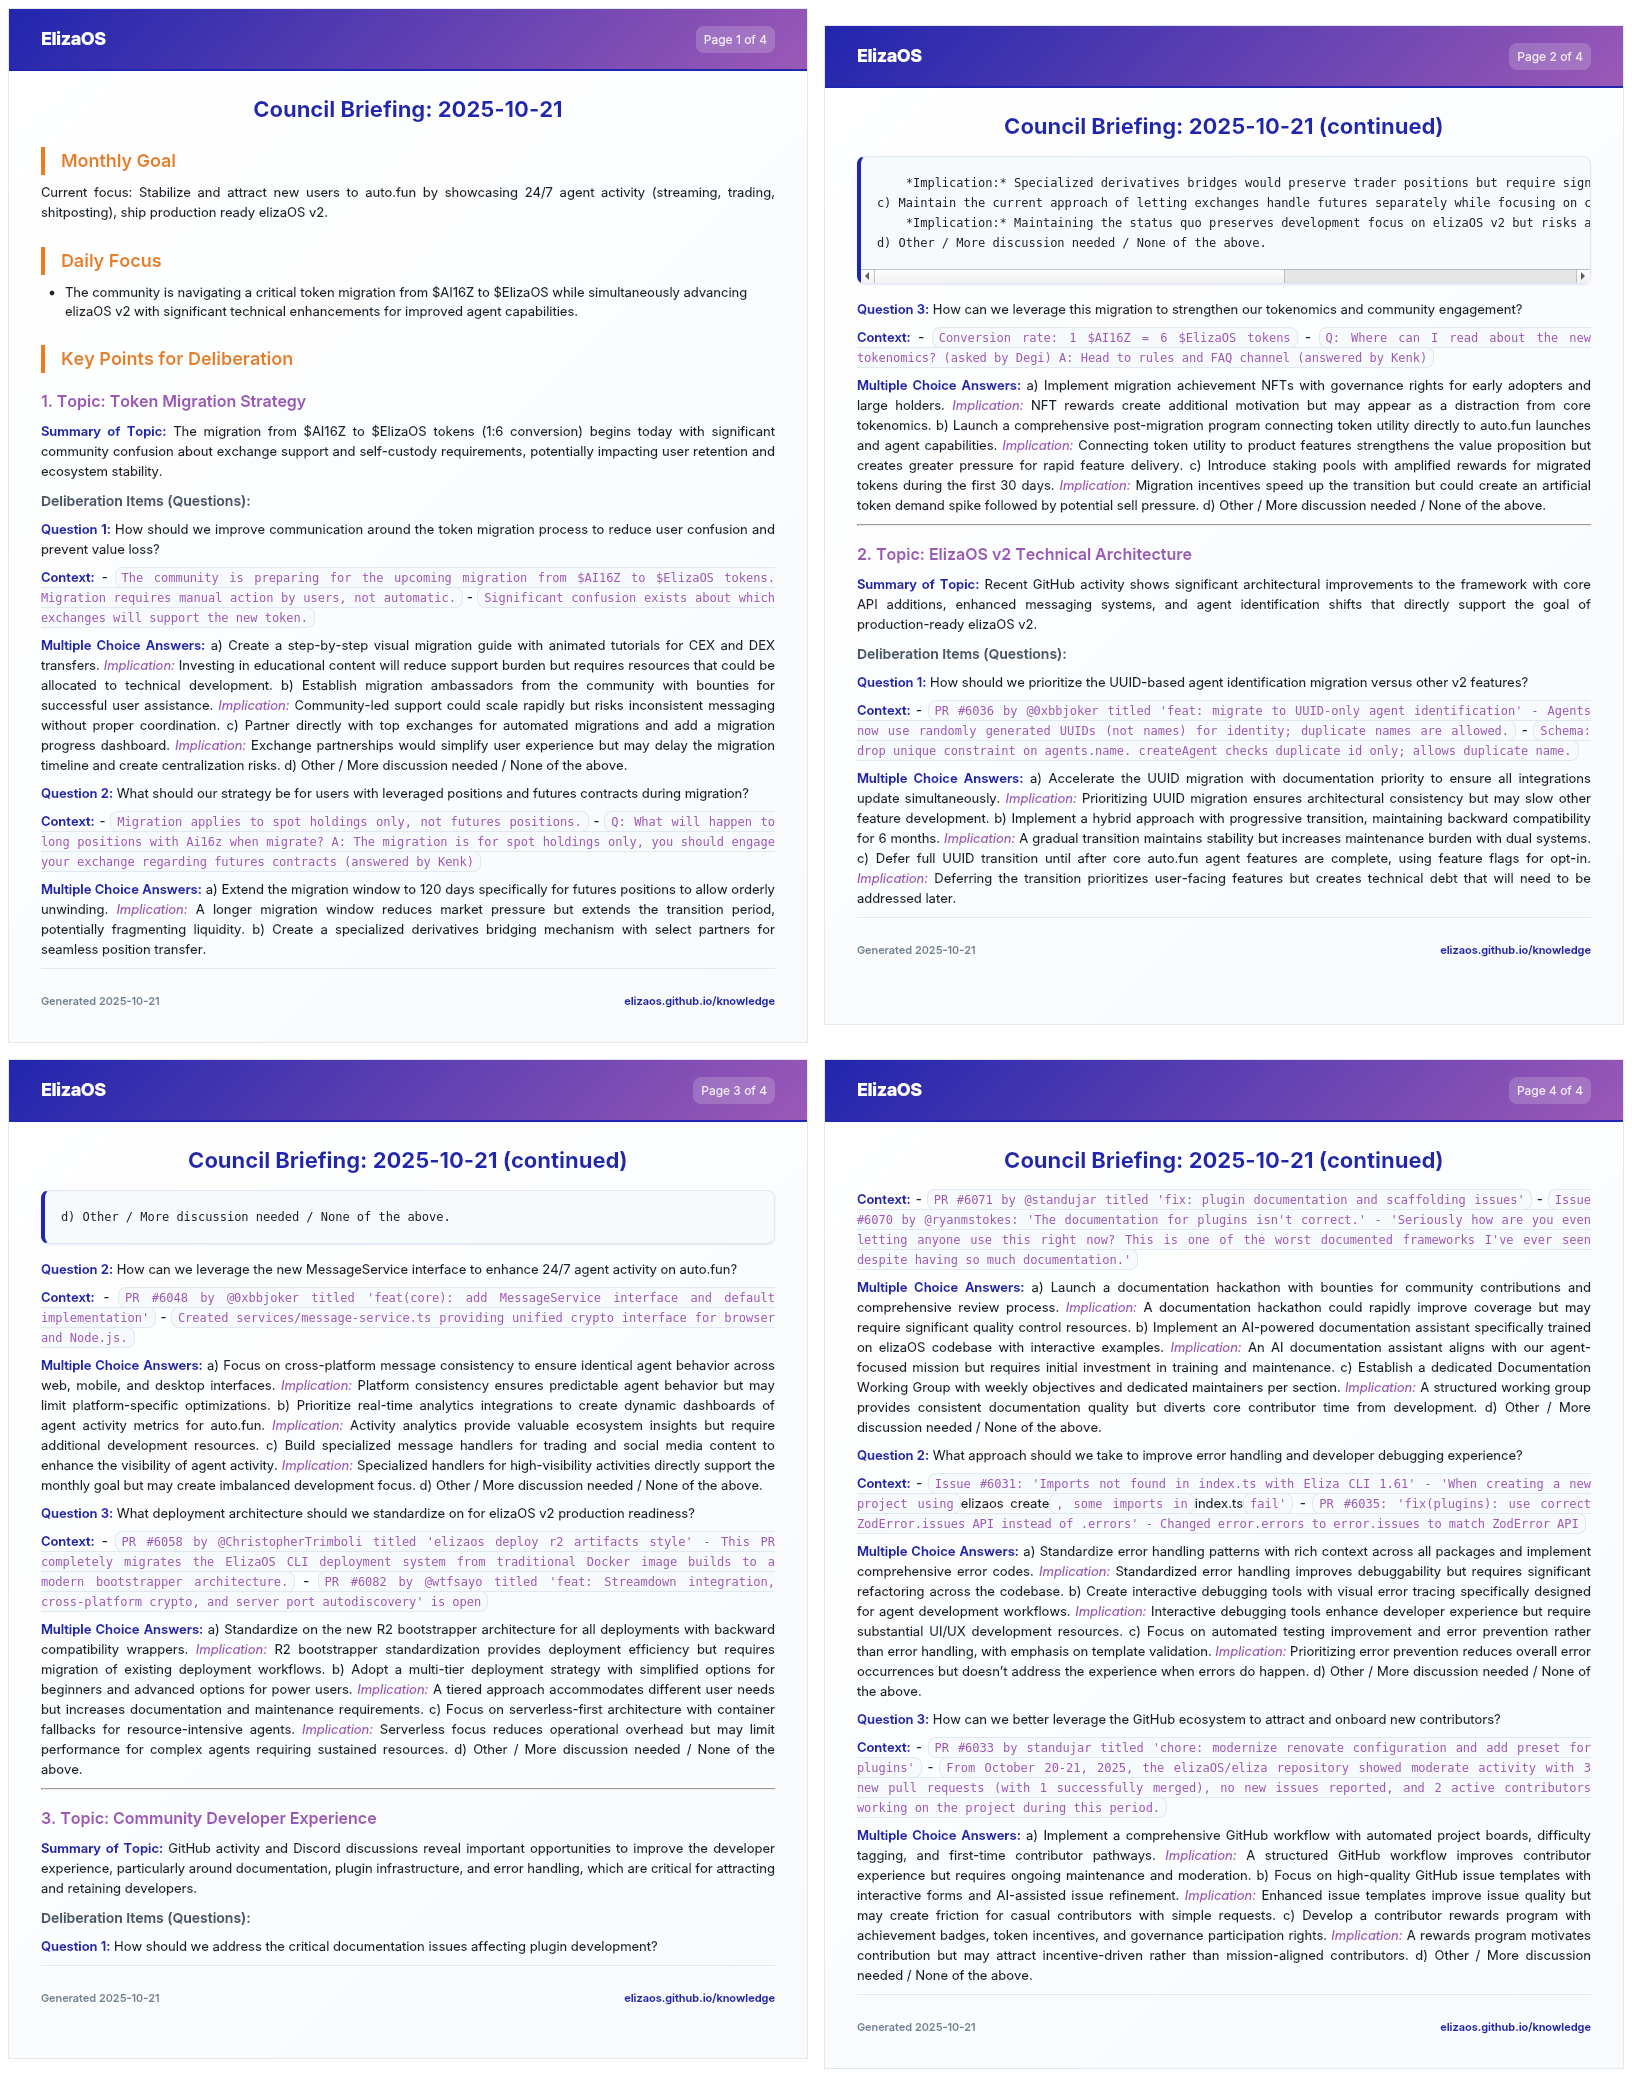 ElizaOS
Page 1 of 4
Council Briefing: 2025-10-21
Monthly Goal
Current focus: Stabilize and attract new users to auto.fun by showcasing 24/7 agent activity (streaming, trading,
shitposting), ship production ready elizaOS v2.
Daily Focus
• The community is navigating a critical token migration from $AI16Z to $ElizaOS while simultaneously advancing
elizaOS v2 with significant technical enhancements for improved agent capabilities.
Key Points for Deliberation
1. Topic: Token Migration Strategy
Summary of Topic: The migration from $AI16Z to $ElizaOS tokens (1:6 conversion) begins today with significant
community confusion about exchange support and self-custody requirements, potentially impacting user retention and
ecosystem stability.
Deliberation Items (Questions):
Question 1: How should we improve communication around the token migration process to reduce user confusion and
prevent value loss?
Context: - The community is preparing for the upcoming migration from $AI16Z to $ElizaOS tokens.
Migration requires manual action by users, not automatic. - Significant confusion exists about which
exchanges will support the new token.
Multiple Choice Answers: a) Create a step-by-step visual migration guide with animated tutorials for CEX and DEX
transfers. Implication: Investing in educational content will reduce support burden but requires resources that could be
allocated to technical development. b) Establish migration ambassadors from the community with bounties for
successful user assistance. Implication: Community-led support could scale rapidly but risks inconsistent messaging
without proper coordination. c) Partner directly with top exchanges for automated migrations and add a migration
progress dashboard. Implication: Exchange partnerships would simplify user experience but may delay the migration
timeline and create centralization risks. d) Other / More discussion needed / None of the above.
Question 2: What should our strategy be for users with leveraged positions and futures contracts during migration?
Context: - Migration applies to spot holdings only, not futures positions. - Q: What will happen to
long positions with Ai16z when migrate? A: The migration is for spot holdings only, you should engage
your exchange regarding futures contracts (answered by Kenk)
Multiple Choice Answers: a) Extend the migration window to 120 days specifically for futures positions to allow orderly
unwinding. Implication: A longer migration window reduces market pressure but extends the transition period,
potentially fragmenting liquidity. b) Create a specialized derivatives bridging mechanism with select partners for
seamless position transfer.
Generated 2025-10-21
elizaos.github.io/knowledge
ElizaOS
Page 2 of 4
Council Briefing: 2025-10-21 (continued)
*Implication:* Specialized derivatives bridges would preserve trader positions but require sign
c) Maintain the current approach of letting exchanges handle futures separately while focusing on c
*Implication:* Maintaining the status quo preserves development focus on elizaOS v2 but risks a
d) Other / More discussion needed / None of the above.
Question 3: How can we leverage this migration to strengthen our tokenomics and community engagement?
Context: - Conversion rate: 1 $AI16Z = 6 $ElizaOS tokens - Q: Where can I read about the new
tokenomics? (asked by Degi) A: Head to rules and FAQ channel (answered by Kenk)
Multiple Choice Answers: a) Implement migration achievement NFTs with governance rights for early adopters and
large holders. Implication: NFT rewards create additional motivation but may appear as a distraction from core
tokenomics. b) Launch a comprehensive post-migration program connecting token utility directly to auto.fun launches
and agent capabilities. Implication: Connecting token utility to product features strengthens the value proposition but
creates greater pressure for rapid feature delivery. c) Introduce staking pools with amplified rewards for migrated
tokens during the first 30 days. Implication: Migration incentives speed up the transition but could create an artificial
token demand spike followed by potential sell pressure. d) Other / More discussion needed / None of the above.
2. Topic: ElizaOS v2 Technical Architecture
Summary of Topic: Recent GitHub activity shows significant architectural improvements to the framework with core
API additions, enhanced messaging systems, and agent identification shifts that directly support the goal of
production-ready elizaOS v2.
Deliberation Items (Questions):
Question 1: How should we prioritize the UUID-based agent identification migration versus other v2 features?
Context: - PR #6036 by @0xbbjoker titled 'feat: migrate to UUID-only agent identification' - Agents
now use randomly generated UUIDs (not names) for identity; duplicate names are allowed. - Schema:
drop unique constraint on agents.name. createAgent checks duplicate id only; allows duplicate name.
Multiple Choice Answers: a) Accelerate the UUID migration with documentation priority to ensure all integrations
update simultaneously. Implication: Prioritizing UUID migration ensures architectural consistency but may slow other
feature development. b) Implement a hybrid approach with progressive transition, maintaining backward compatibility
for 6 months. Implication: A gradual transition maintains stability but increases maintenance burden with dual systems.
c) Defer full UUID transition until after core auto.fun agent features are complete, using feature flags for opt-in.
Implication: Deferring the transition prioritizes user-facing features but creates technical debt that will need to be
addressed later.
Generated 2025-10-21
elizaos.github.io/knowledge
ElizaOS
Page 3 of 4
Council Briefing: 2025-10-21 (continued)
d) Other / More discussion needed / None of the above.
Question 2: How can we leverage the new MessageService interface to enhance 24/7 agent activity on auto.fun?
Context: - PR #6048 by @0xbbjoker titled 'feat(core): add MessageService interface and default
implementation' - Created services/message-service.ts providing unified crypto interface for browser
and Node.js.
Multiple Choice Answers: a) Focus on cross-platform message consistency to ensure identical agent behavior across
web, mobile, and desktop interfaces. Implication: Platform consistency ensures predictable agent behavior but may
limit platform-specific optimizations. b) Prioritize real-time analytics integrations to create dynamic dashboards of
agent activity metrics for auto.fun. Implication: Activity analytics provide valuable ecosystem insights but require
additional development resources. c) Build specialized message handlers for trading and social media content to
enhance the visibility of agent activity. Implication: Specialized handlers for high-visibility activities directly support the
monthly goal but may create imbalanced development focus. d) Other / More discussion needed / None of the above.
Question 3: What deployment architecture should we standardize on for elizaOS v2 production readiness?
Context: - PR #6058 by @ChristopherTrimboli titled 'elizaos deploy r2 artifacts style' - This PR
completely migrates the ElizaOS CLI deployment system from traditional Docker image builds to a
modern bootstrapper architecture. - PR #6082 by @wtfsayo titled 'feat: Streamdown integration,
cross-platform crypto, and server port autodiscovery' is open
Multiple Choice Answers: a) Standardize on the new R2 bootstrapper architecture for all deployments with backward
compatibility wrappers. Implication: R2 bootstrapper standardization provides deployment efficiency but requires
migration of existing deployment workflows. b) Adopt a multi-tier deployment strategy with simplified options for
beginners and advanced options for power users. Implication: A tiered approach accommodates different user needs
but increases documentation and maintenance requirements. c) Focus on serverless-first architecture with container
fallbacks for resource-intensive agents. Implication: Serverless focus reduces operational overhead but may limit
performance for complex agents requiring sustained resources. d) Other / More discussion needed / None of the
above.
3. Topic: Community Developer Experience
Summary of Topic: GitHub activity and Discord discussions reveal important opportunities to improve the developer
experience, particularly around documentation, plugin infrastructure, and error handling, which are critical for attracting
and retaining developers.
Deliberation Items (Questions):
Question 1: How should we address the critical documentation issues affecting plugin development?
Generated 2025-10-21
elizaos.github.io/knowledge
ElizaOS
Page 4 of 4
Council Briefing: 2025-10-21 (continued)
Context: - PR #6071 by @standujar titled 'fix: plugin documentation and scaffolding issues' - Issue
#6070 by @ryanmstokes: 'The documentation for plugins isn't correct.' - 'Seriously how are you even
letting anyone use this right now? This is one of the worst documented frameworks I've ever seen
despite having so much documentation.'
Multiple Choice Answers: a) Launch a documentation hackathon with bounties for community contributions and
comprehensive review process. Implication: A documentation hackathon could rapidly improve coverage but may
require significant quality control resources. b) Implement an AI-powered documentation assistant specifically trained
on elizaOS codebase with interactive examples. Implication: An AI documentation assistant aligns with our agent-
focused mission but requires initial investment in training and maintenance. c) Establish a dedicated Documentation
Working Group with weekly objectives and dedicated maintainers per section. Implication: A structured working group
provides consistent documentation quality but diverts core contributor time from development. d) Other / More
discussion needed / None of the above.
Question 2: What approach should we take to improve error handling and developer debugging experience?
Context: - Issue #6031: 'Imports not found in index.ts with Eliza CLI 1.61' - 'When creating a new
project using elizaos create , some imports in index.ts fail' - PR #6035: 'fix(plugins): use correct
ZodError.issues API instead of .errors' - Changed error.errors to error.issues to match ZodError API
Multiple Choice Answers: a) Standardize error handling patterns with rich context across all packages and implement
comprehensive error codes. Implication: Standardized error handling improves debuggability but requires significant
refactoring across the codebase. b) Create interactive debugging tools with visual error tracing specifically designed
for agent development workflows. Implication: Interactive debugging tools enhance developer experience but require
substantial UI/UX development resources. c) Focus on automated testing improvement and error prevention rather
than error handling, with emphasis on template validation. Implication: Prioritizing error prevention reduces overall error
occurrences but doesn't address the experience when errors do happen. d) Other / More discussion needed / None of
the above.
Question 3: How can we better leverage the GitHub ecosystem to attract and onboard new contributors?
Context: - PR #6033 by standujar titled 'chore: modernize renovate configuration and add preset for
plugins' - From October 20-21, 2025, the elizaOS/eliza repository showed moderate activity with 3
new pull requests (with 1 successfully merged), no new issues reported, and 2 active contributors
working on the project during this period.
Multiple Choice Answers: a) Implement a comprehensive GitHub workflow with automated project boards, difficulty
tagging, and first-time contributor pathways. Implication: A structured GitHub workflow improves contributor
experience but requires ongoing maintenance and moderation. b) Focus on high-quality GitHub issue templates with
interactive forms and AI-assisted issue refinement. Implication: Enhanced issue templates improve issue quality but
may create friction for casual contributors with simple requests. c) Develop a contributor rewards program with
achievement badges, token incentives, and governance participation rights. Implication: A rewards program motivates
contribution but may attract incentive-driven rather than mission-aligned contributors. d) Other / More discussion
needed / None of the above.
Generated 2025-10-21
elizaos.github.io/knowledge